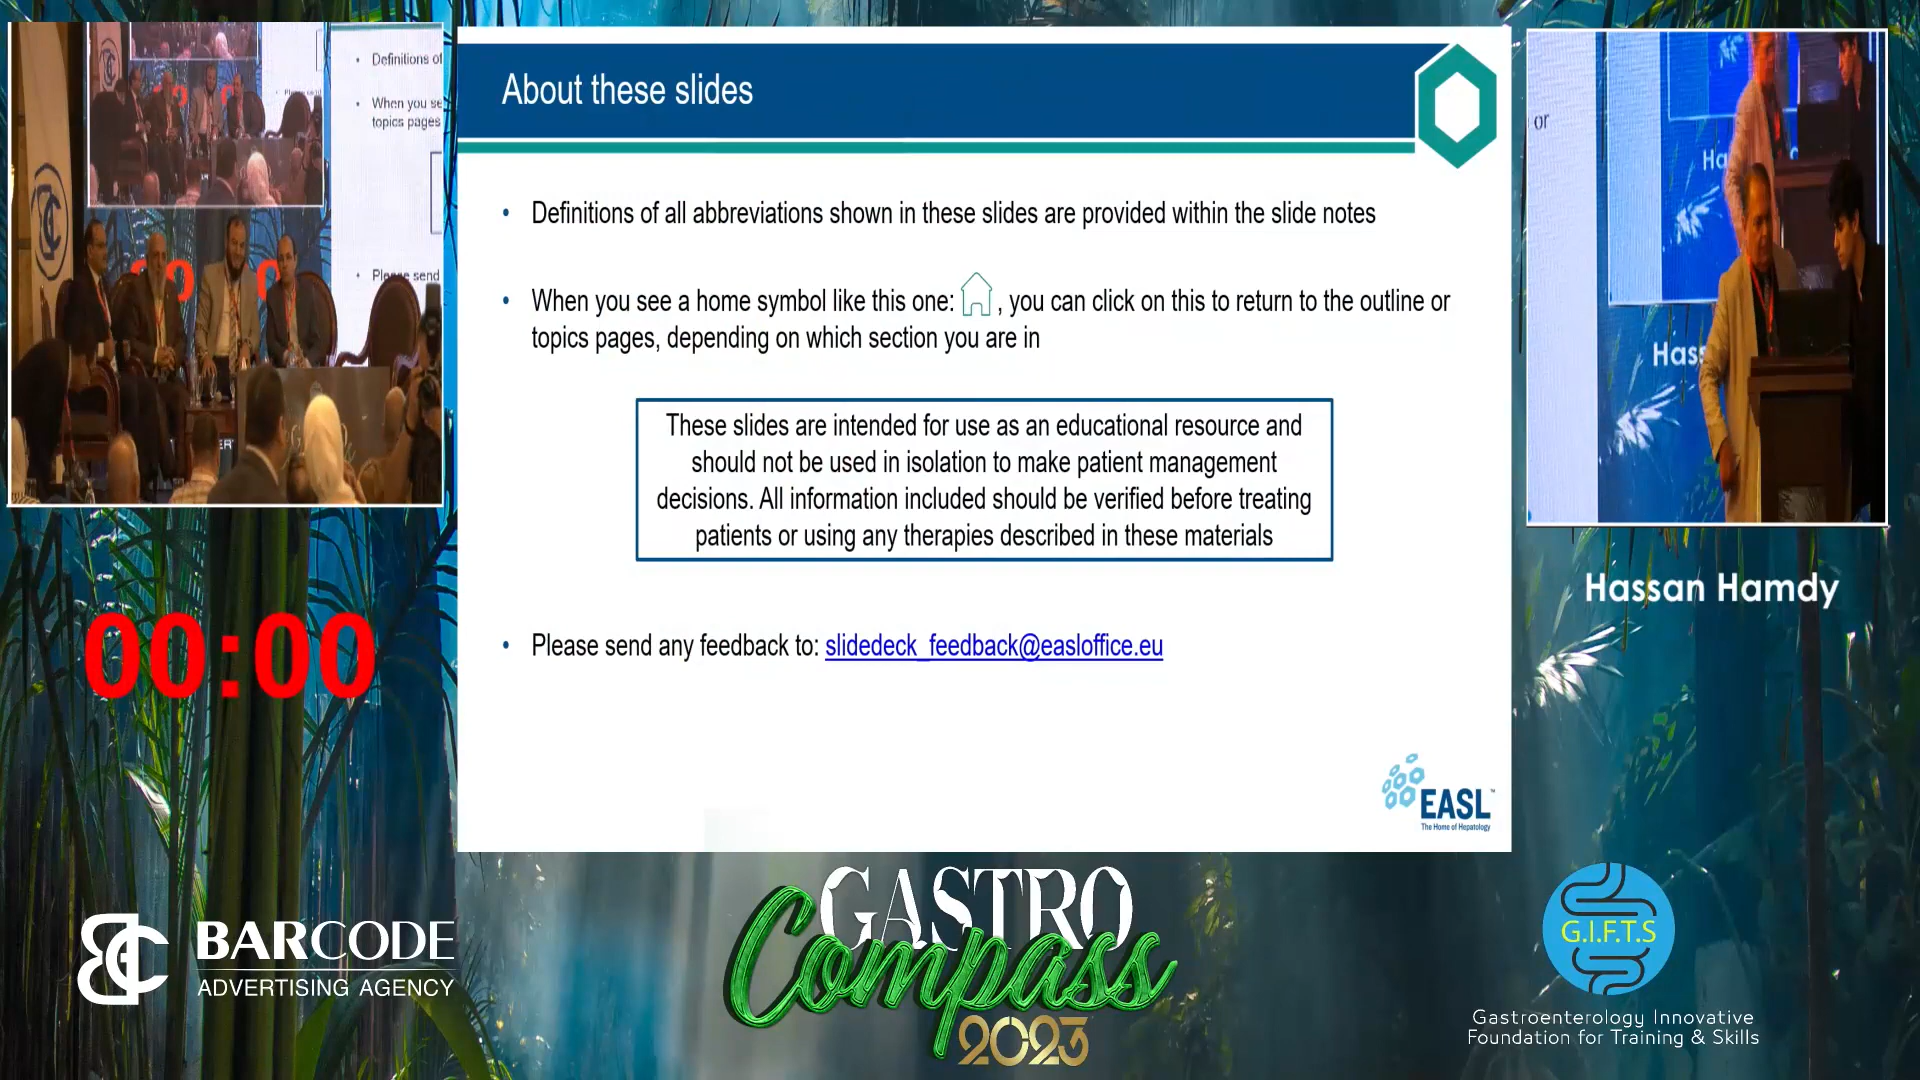 About these slides
• Definitions of all abbreviations shown in these slides are provided within the slide notes
• When you see a home symbol like this one: , you can click on this to return to the outline or
topics pages, depending on which section you are in
These slides are intended for use as an educational resource and
should not be used in isolation to make patient management
decisions. All information included should be verified before treating
patients or using any therapies described in these materials
• Please send any feedback to: slidedeck_feedback@easloffice.eu
EASL™
The Home of Hepatology
• Definitions of
• When you se
topics pages
• Please send
or
Ha
Hass
Hassan Hamdy
00:00
BARCODE
ADVERTISING AGENCY
GASTRO
Compass
2023
G.I.F.T.S
Gastroenterology Innovative
Foundation for Training & Skills